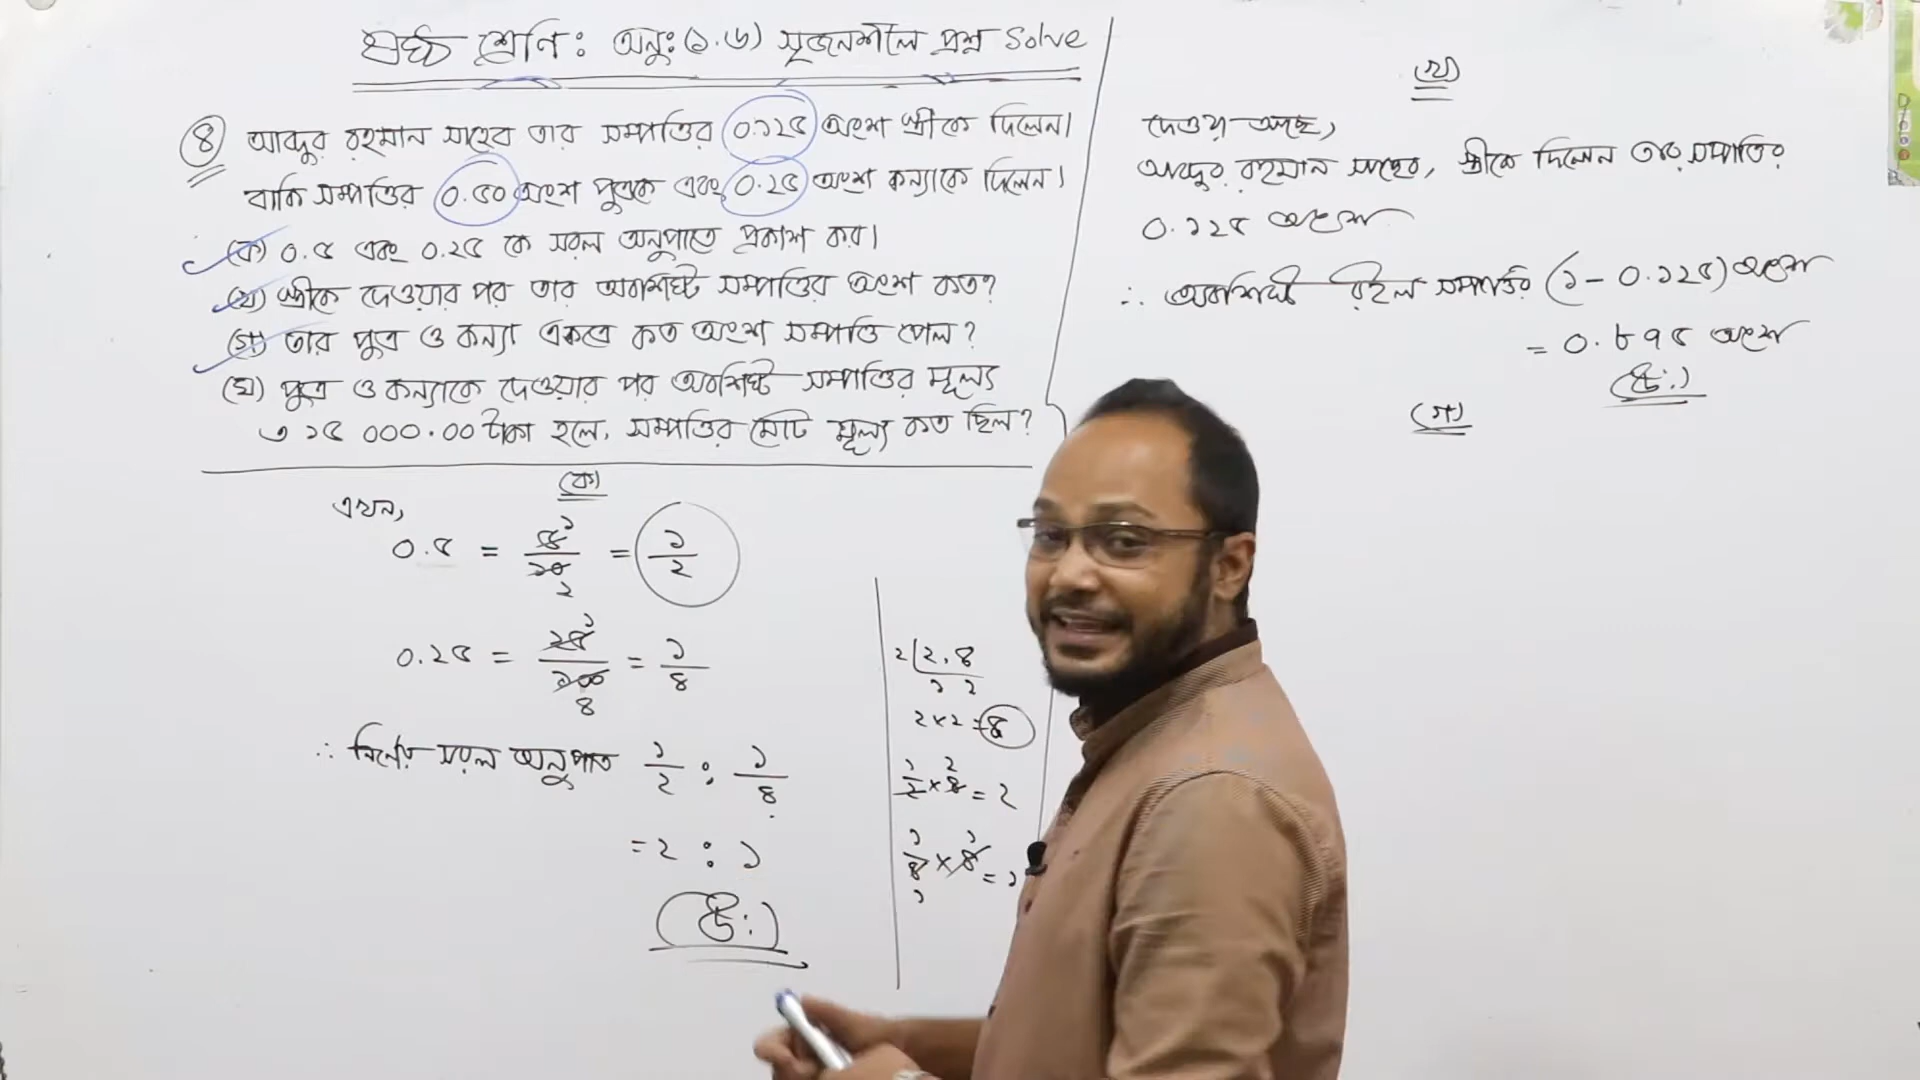 ষষ্ঠ শ্রেণি: অনু:(১.৬) সৃজনশীল প্রশ্ন Solve
৪ আব্দুর রহমান সাহেব তার সম্পত্তির ০.১২৫ অংশ স্ত্রীকে দিলেন।
বাকি সম্পত্তির ০.৫০ অংশ পুত্রকে এবং ০.২৫ অংশ কন্যাকে দিলেন।
(ক) ০.৫ এবং ০.২৫ কে সরল অনুপাতে প্রকাশ কর।
(খ) স্ত্রীকে দেওয়ার পর তার অবশিষ্ট সম্পত্তির অংশ কত?
(গ) তার পুত্র ও কন্যা একত্রে কত অংশ সম্পত্তি পেল?
(ঘ) পুত্র ও কন্যাকে দেওয়ার পর অবশিষ্ট সম্পত্তির মূল্য
৩১৫০০০.০০ টাকা হলে, সম্পত্তির মোট মূল্য কত ছিল?
(ক)
এখন,
০.৫ = ৫/১০ = ১/২
০.২৫ = ২৫/১০০ = ১/৪
∴ নির্ণেয় সরল অনুপাত ১/২ : ১/৪
= ২ : ১
(উ:)
২ | ২, ৪
১ ২
২×২ = ৪
১/২ × ৪ = ২
১/৪ × ৪ = ১
(খ)
দেওয়া আছে,
আব্দুর রহমান সাহেব, স্ত্রীকে দিলেন তার সম্পত্তির
০.১২৫ অংশ
∴ অবশিষ্ট রইল সম্পত্তির (১ - ০.১২৫) অংশ
= ০.৮৭৫ অংশ
(উ:)
(গ)